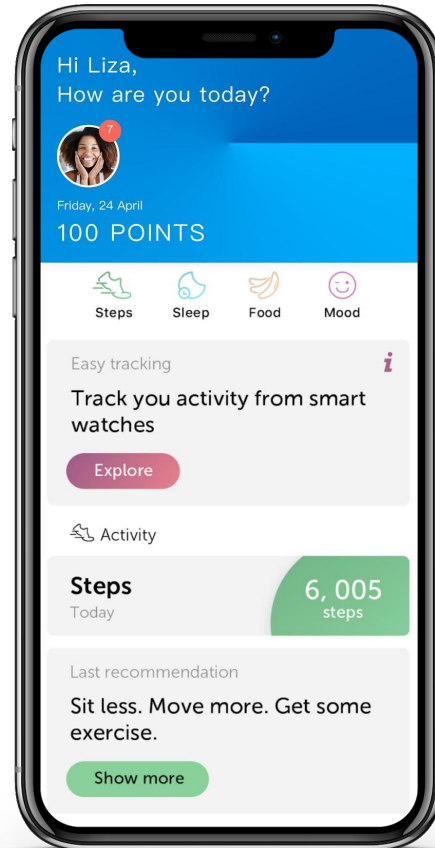 Hi Liza,
How are you today?
7
Friday, 24 April
100 POINTS
Steps
Sleep
Food
Mood
Easy tracking
i
Track you activity from smart
watches
Explore
Activity
Steps
Today
6, 005
steps
Last recommendation
Sit less. Move more. Get some
exercise.
Show more